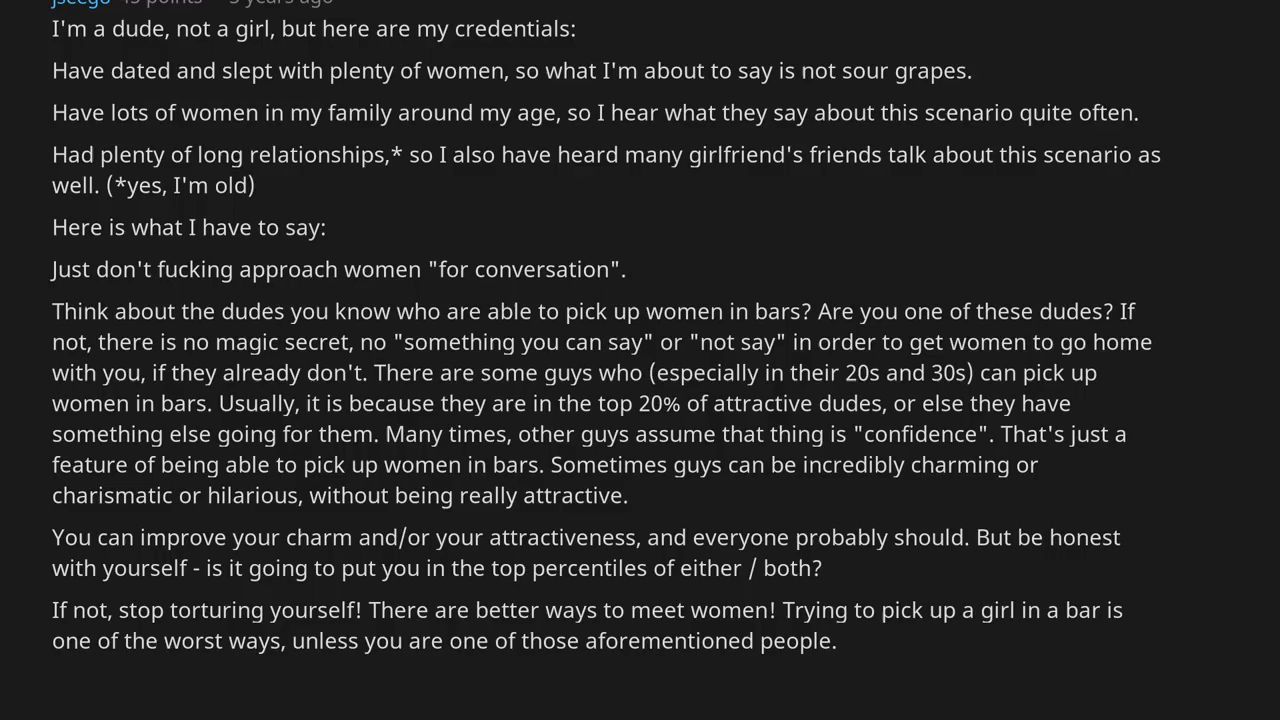 I'm a dude, not a girl, but here are my credentials:
Have dated and slept with plenty of women, so what I'm about to say is not sour grapes.
Have lots of women in my family around my age, so I hear what they say about this scenario quite often.
Had plenty of long relationships,* so I also have heard many girlfriend's friends talk about this scenario as
well. (*yes, I'm old)
Here is what I have to say:
Just don't fucking approach women "for conversation".
Think about the dudes you know who are able to pick up women in bars? Are you one of these dudes? If
not, there is no magic secret, no "something you can say" or "not say" in order to get women to go home
with you, if they already don't. There are some guys who (especially in their 20s and 30s) can pick up
women in bars. Usually, it is because they are in the top 20% of attractive dudes, or else they have
something else going for them. Many times, other guys assume that thing is "confidence". That's just a
feature of being able to pick up women in bars. Sometimes guys can be incredibly charming or
charismatic or hilarious, without being really attractive.
You can improve your charm and/or your attractiveness, and everyone probably should. But be honest
with yourself - is it going to put you in the top percentiles of either / both?
If not, stop torturing yourself! There are better ways to meet women! Trying to pick up a girl in a bar is
one of the worst ways, unless you are one of those aforementioned people.